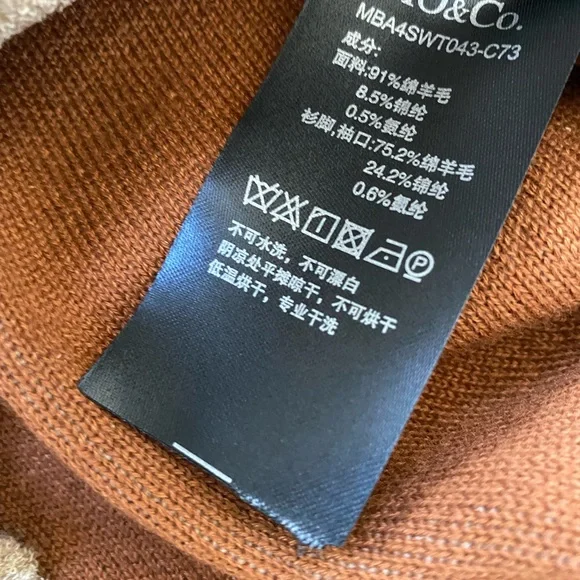 O&Co.
MBA4SWT043-C73
成分:
面料:91%绵羊毛
8.5%锦纶
0.5%氨纶
衫脚,袖口:75.2%绵羊毛
24.2%锦纶
0.6%氨纶
P
不可水洗，不可漂白
阴凉处平摊晾干，不可烘干
低温烘干，专业干洗